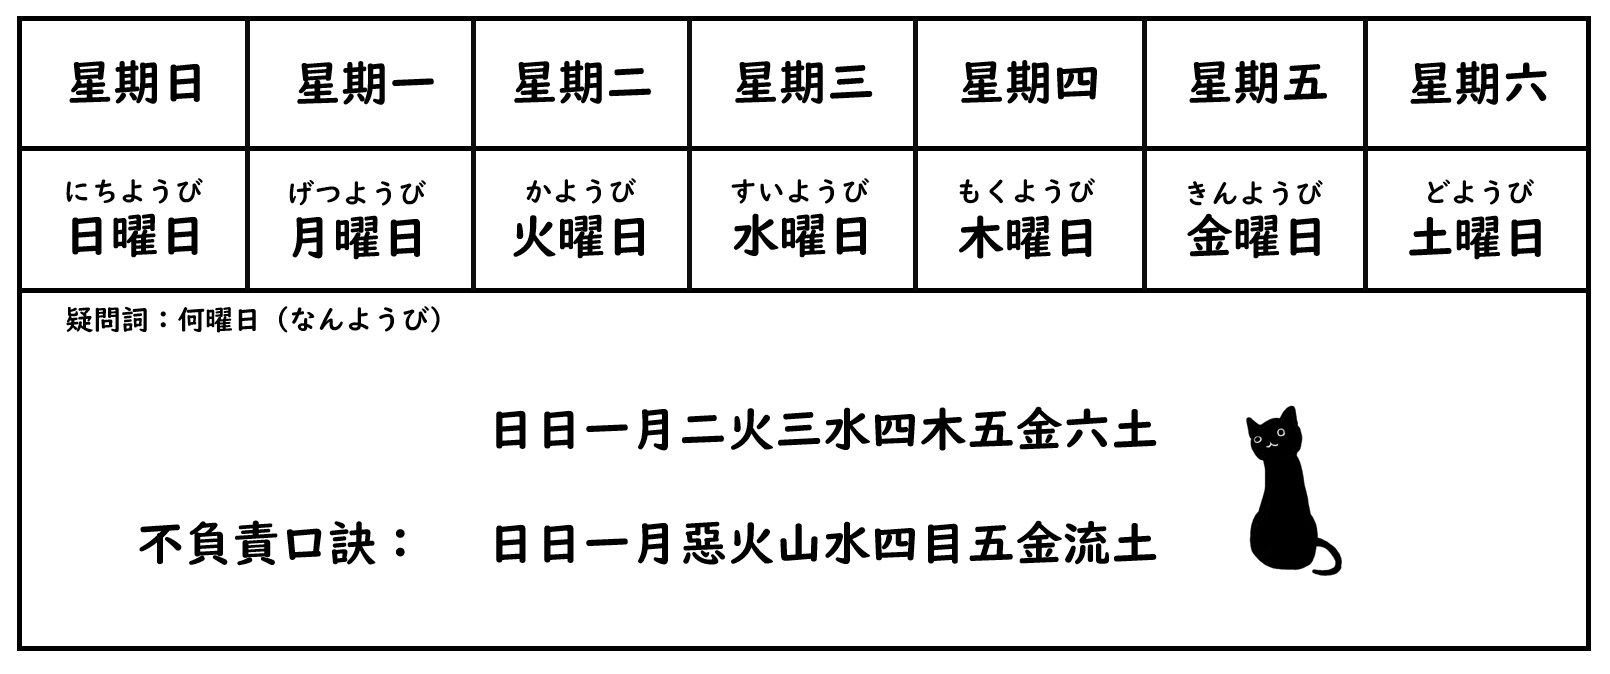 星期日 星期一 星期二 星期三 星期四 星期五 星期六
にちようび げつようび かようび すいようび もくようび きんようび どようび
日曜日 月曜日 火曜日 水曜日 木曜日 金曜日 土曜日
疑問詞：何曜日（なんようび）
日日一月二火三水四木五金六土
不負責口訣： 日日一月惡火山水四目五金流土